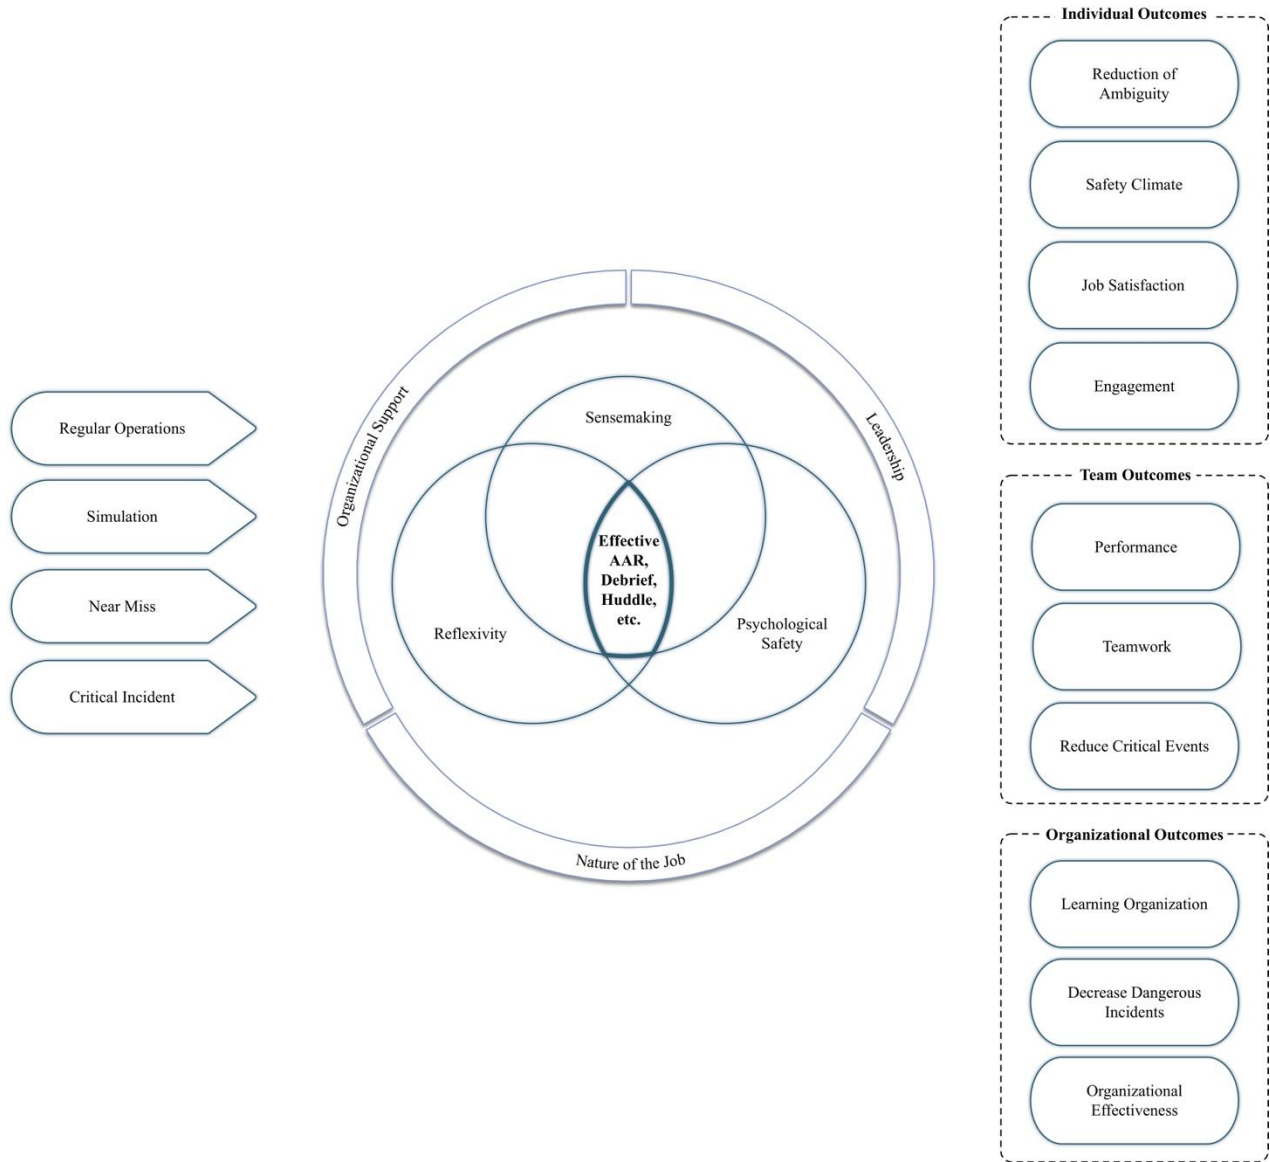 Regular Operations
Simulation
Near Miss
Critical Incident
Organizational Support
Leadership
Nature of the Job
Sensemaking
Reflexivity
Psychological
Safety
Effective
AAR,
Debrief,
Huddle,
etc.
Individual Outcomes
Reduction of
Ambiguity
Safety Climate
Job Satisfaction
Engagement
Team Outcomes
Performance
Teamwork
Reduce Critical Events
Organizational Outcomes
Learning Organization
Decrease Dangerous
Incidents
Organizational
Effectiveness